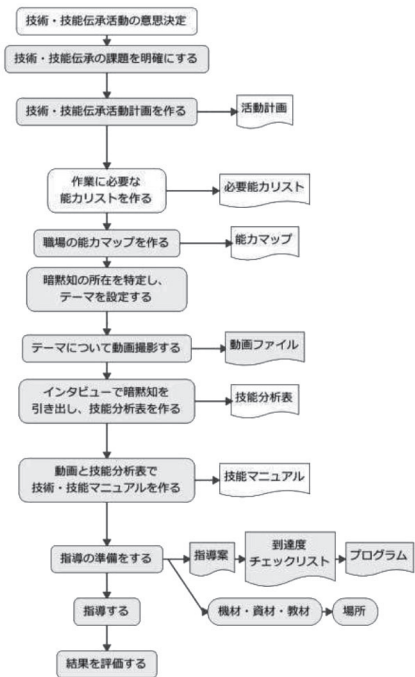 技術・技能伝承活動の意思決定
技術・技能伝承の課題を明確にする
技術・技能伝承活動計画を作る
活動計画
作業に必要な
能力リストを作る
必要能力リスト
職場の能力マップを作る
能力マップ
暗黙知の所在を特定し、
テーマを設定する
テーマについて動画撮影する
動画ファイル
インタビューで暗黙知を
引き出し、技能分析表を作る
技能分析表
動画と技能分析表で
技術・技能マニュアルを作る
技能マニュアル
指導の準備をする
指導案
到達度
チェックリスト
プログラム
指導する
機材・資材・教材
場所
結果を評価する